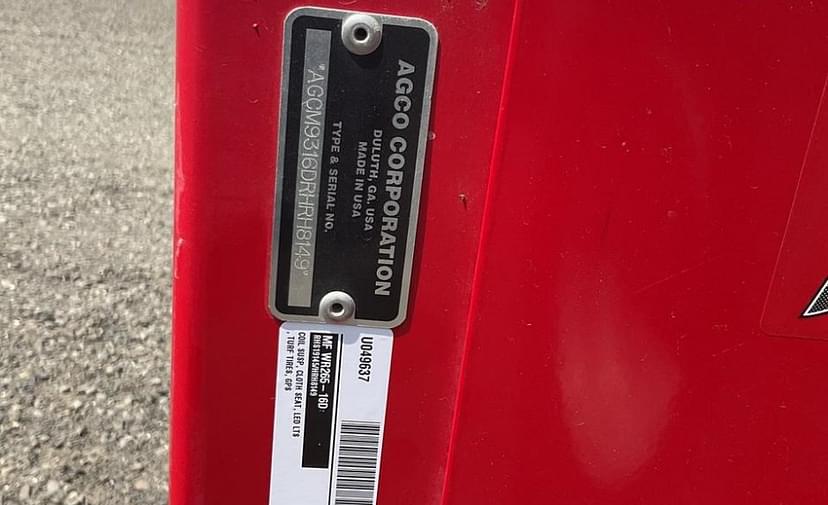 AGCO CORPORATION
DULUTH, GA. USA
MADE IN USA
TYPE & SERIAL NO.
*AGCM9316DRHRH8149*
U049637
MF WR265-16D
COIL SUSP, CLOTH SEAT, LED LTS
, TURF TIRES, GPS